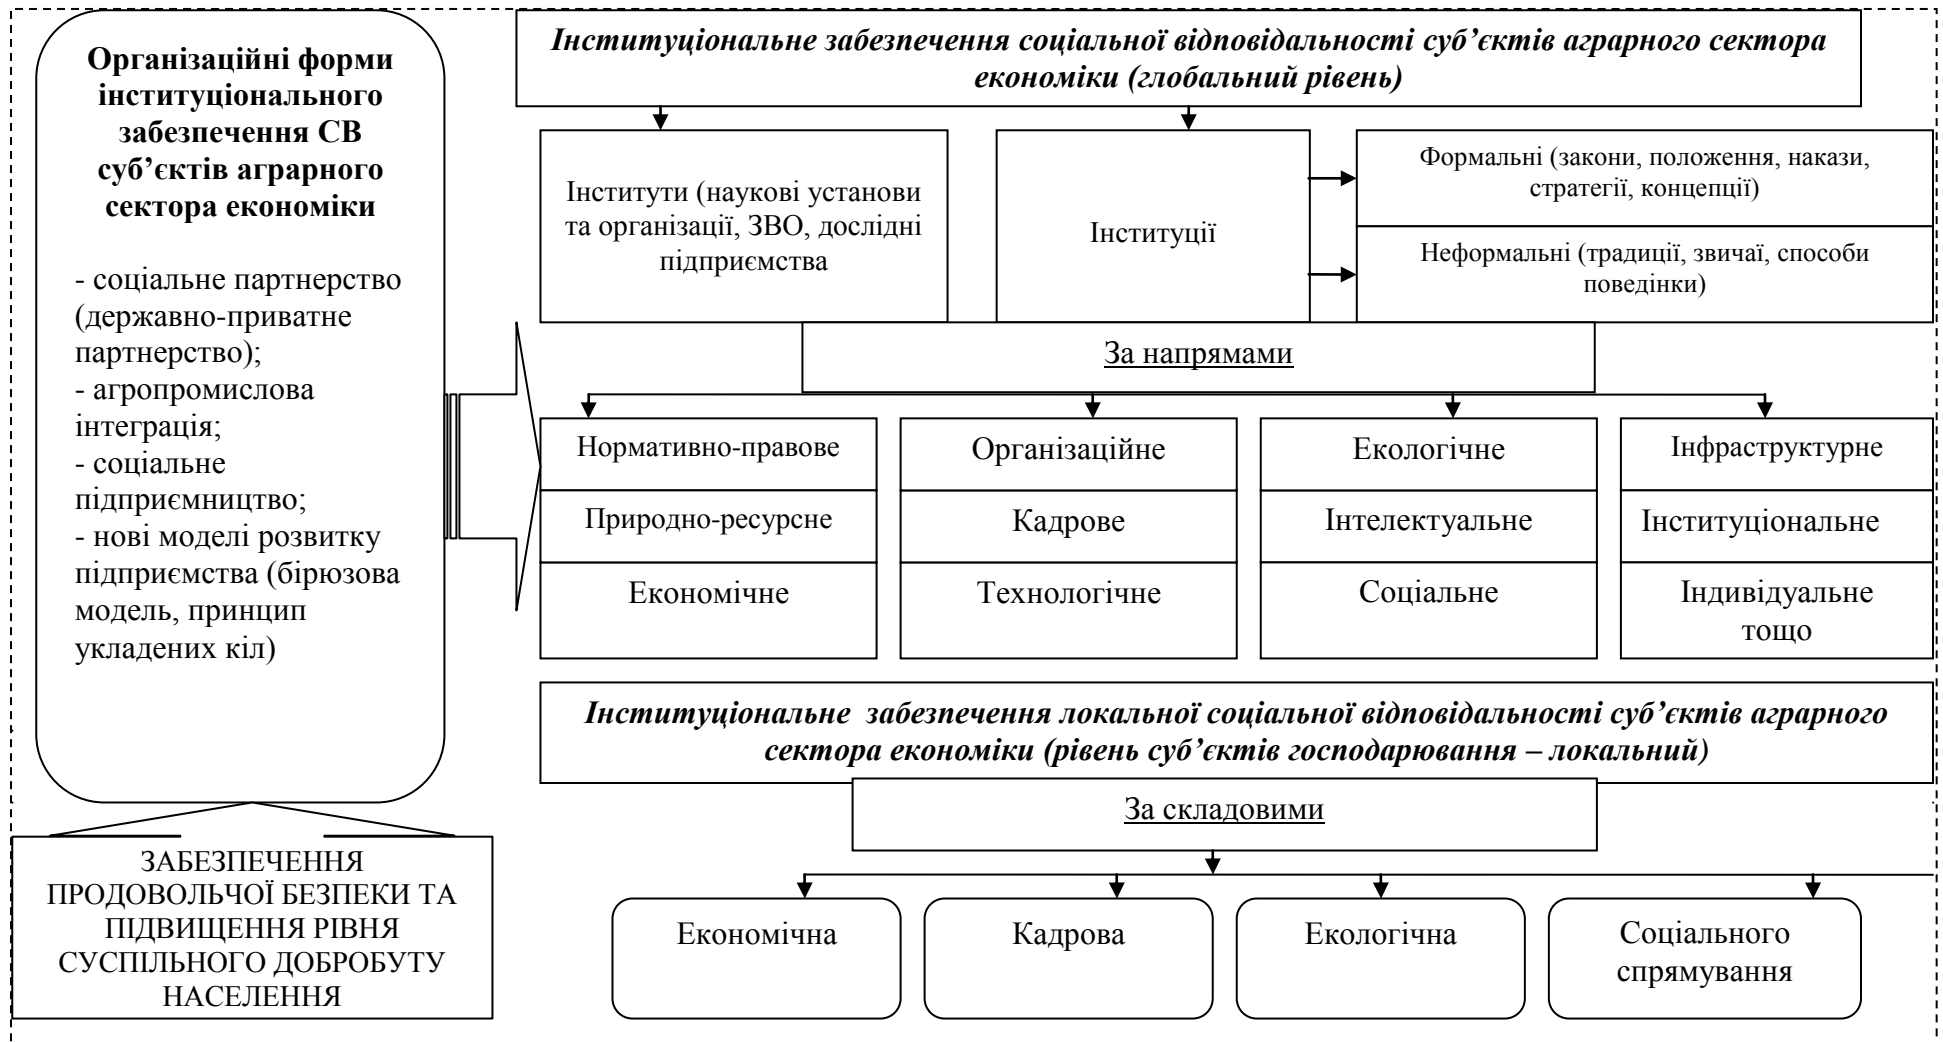 Організаційні форми
інституціонального
забезпечення СВ
суб’єктів аграрного
сектора економіки
- соціальне партнерство
(державно-приватне
партнерство);
- агропромислова
інтеграція;
- соціальне
підприємництво;
- нові моделі розвитку
підприємства (бірюзова
модель, принцип
укладених кіл)
ЗАБЕЗПЕЧЕННЯ
ПРОДОВОЛЬЧОЇ БЕЗПЕКИ ТА
ПІДВИЩЕННЯ РІВНЯ
СУСПІЛЬНОГО ДОБРОБУТУ
НАСЕЛЕННЯ
Інституціональне забезпечення соціальної відповідальності суб’єктів аграрного сектора
економіки (глобальний рівень)
Інститути (наукові установи
та організації, ЗВО, дослідні
підприємства
Інституції
Формальні (закони, положення, накази,
стратегії, концепції)
Неформальні (традиції, звичаї, способи
поведінки)
За напрямами
Нормативно-правове
Організаційне
Екологічне
Інфраструктурне
Природно-ресурсне
Кадрове
Інтелектуальне
Інституціональне
Економічне
Технологічне
Соціальне
Індивідуальне
тощо
Інституціональне  забезпечення локальної соціальної відповідальності суб’єктів аграрного
сектора економіки (рівень суб’єктів господарювання – локальний)
За складовими
Економічна
Кадрова
Екологічна
Соціального
спрямування